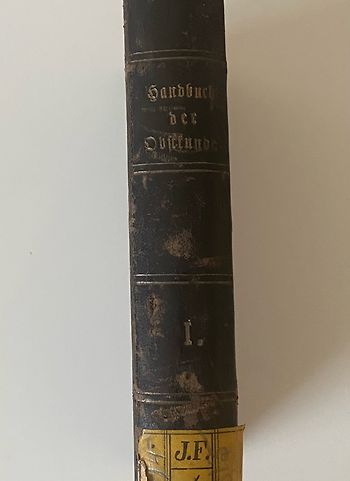 Handbuch
der
Obstkunde
I.
J.F.